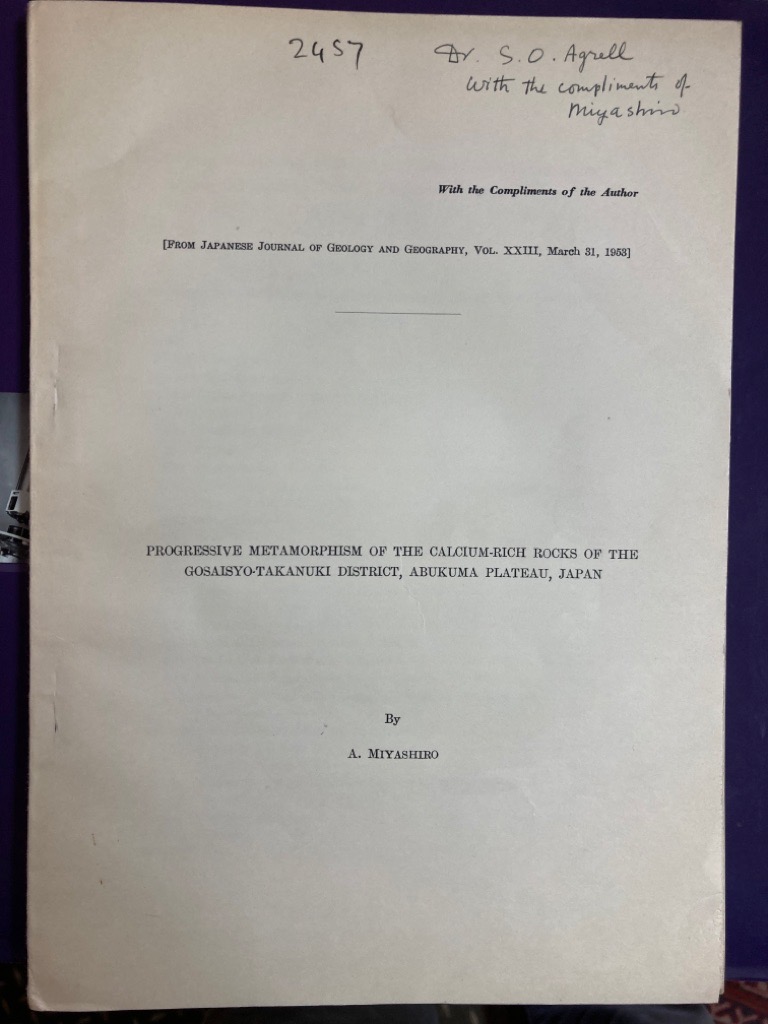 2457
Dr. S. O. Agrell
With the compliments of
Miyashiro
With the Compliments of the Author
[FROM JAPANESE JOURNAL OF GEOLOGY AND GEOGRAPHY, VOL. XXIII, March 31, 1953]
PROGRESSIVE METAMORPHISM OF THE CALCIUM-RICH ROCKS OF THE
GOSAISYO-TAKANUKI DISTRICT, ABUKUMA PLATEAU, JAPAN
By
A. MIYASHIRO